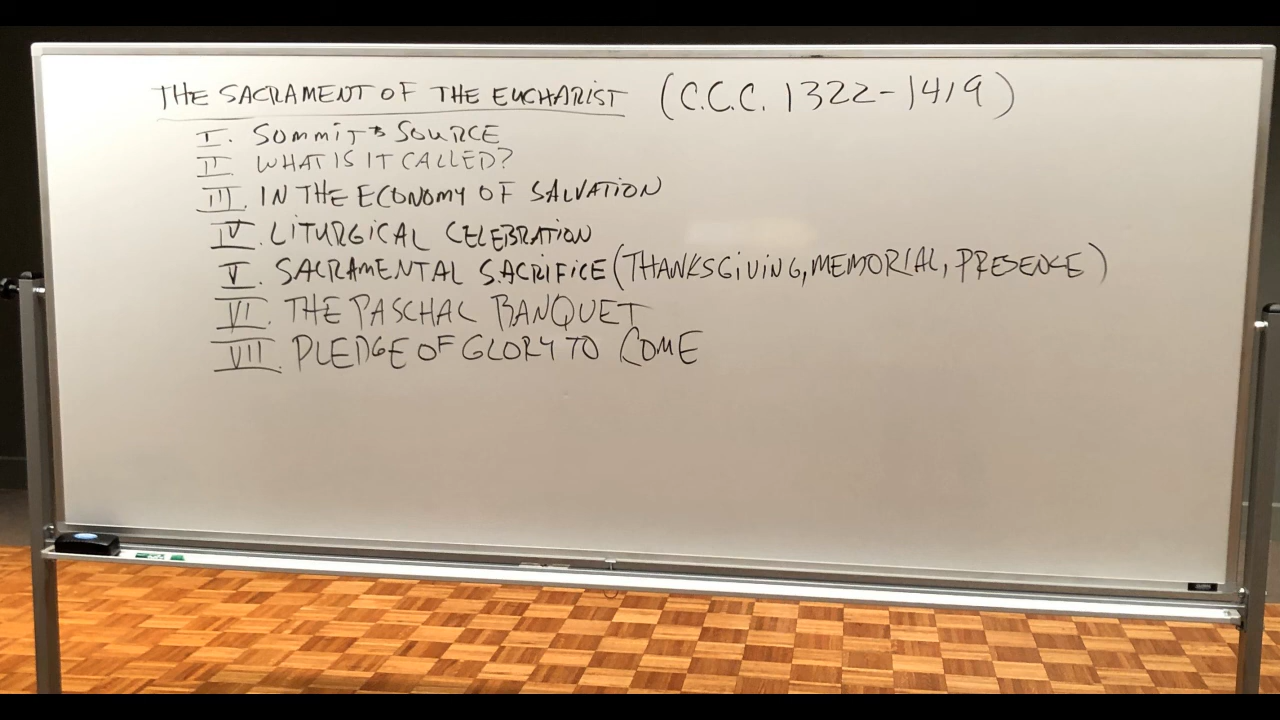 THE SACRAMENT OF THE EUCHARIST (C.C.C. 1322-1419)
I. SOMMIT & SOURCE
II WHAT IS IT CALLED?
III. IN THE ECONOMY OF SALVATION
IV. LITURGICAL CELEBRATION
V. SACRAMENTAL SACRIFICE (THANKSGIVING, MEMORIAL, PRESENCE)
VI. THE PASCHAL BANQUET
VII. PLEDGE OF GLORY TO COME